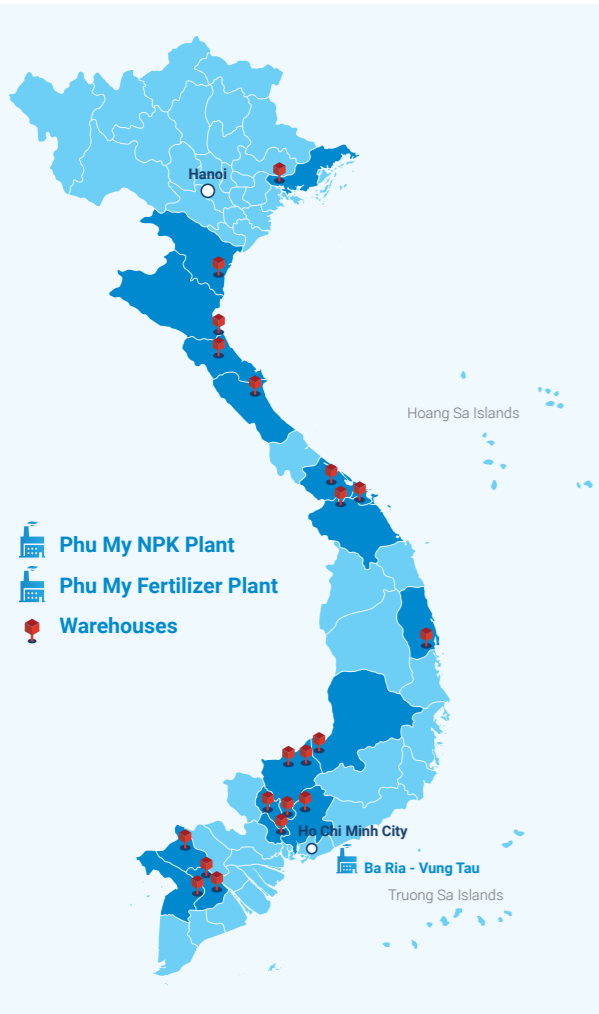 Hanoi
Hoang Sa Islands
Phu My NPK Plant
Phu My Fertilizer Plant
Warehouses
Ho Chi Minh City
Ba Ria - Vung Tau
Truong Sa Islands